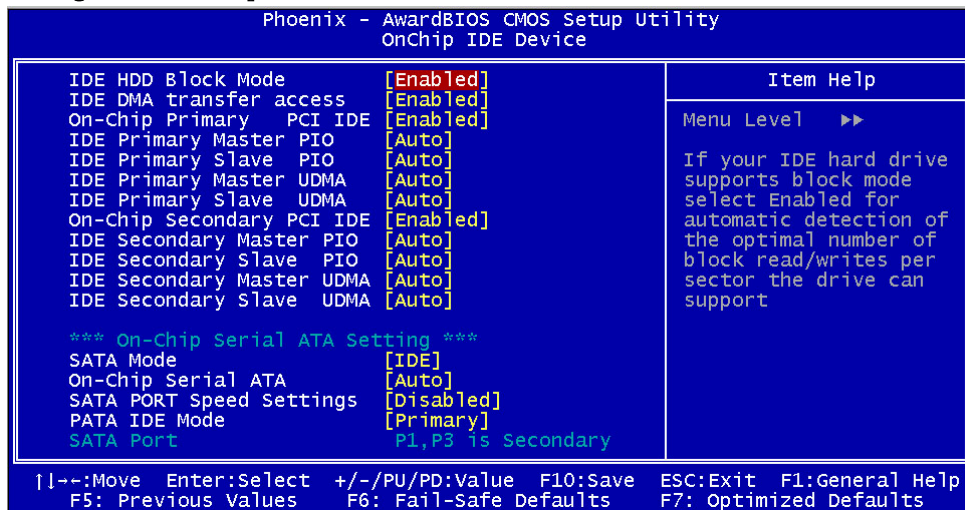 Phoenix - AwardBIOS CMOS Setup Utility
OnChip IDE Device
IDE HDD Block Mode [Enabled]
IDE DMA transfer access [Enabled]
On-Chip Primary PCI IDE [Enabled]
IDE Primary Master PIO [Auto]
IDE Primary Slave PIO [Auto]
IDE Primary Master UDMA [Auto]
IDE Primary Slave UDMA [Auto]
On-Chip Secondary PCI IDE [Enabled]
IDE Secondary Master PIO [Auto]
IDE Secondary Slave PIO [Auto]
IDE Secondary Master UDMA [Auto]
IDE Secondary Slave UDMA [Auto]
*** On-Chip Serial ATA Setting ***
SATA Mode [IDE]
On-Chip Serial ATA [Auto]
SATA PORT Speed Settings [Disabled]
PATA IDE Mode [Primary]
SATA Port P1,P3 is Secondary
Item Help
Menu Level ▶▶
If your IDE hard drive
supports block mode
select Enabled for
automatic detection of
the optimal number of
block read/writes per
sector the drive can
support
↑↓→←:Move Enter:Select +/-/PU/PD:Value F10:Save ESC:Exit F1:General Help
F5: Previous Values F6: Fail-Safe Defaults F7: Optimized Defaults